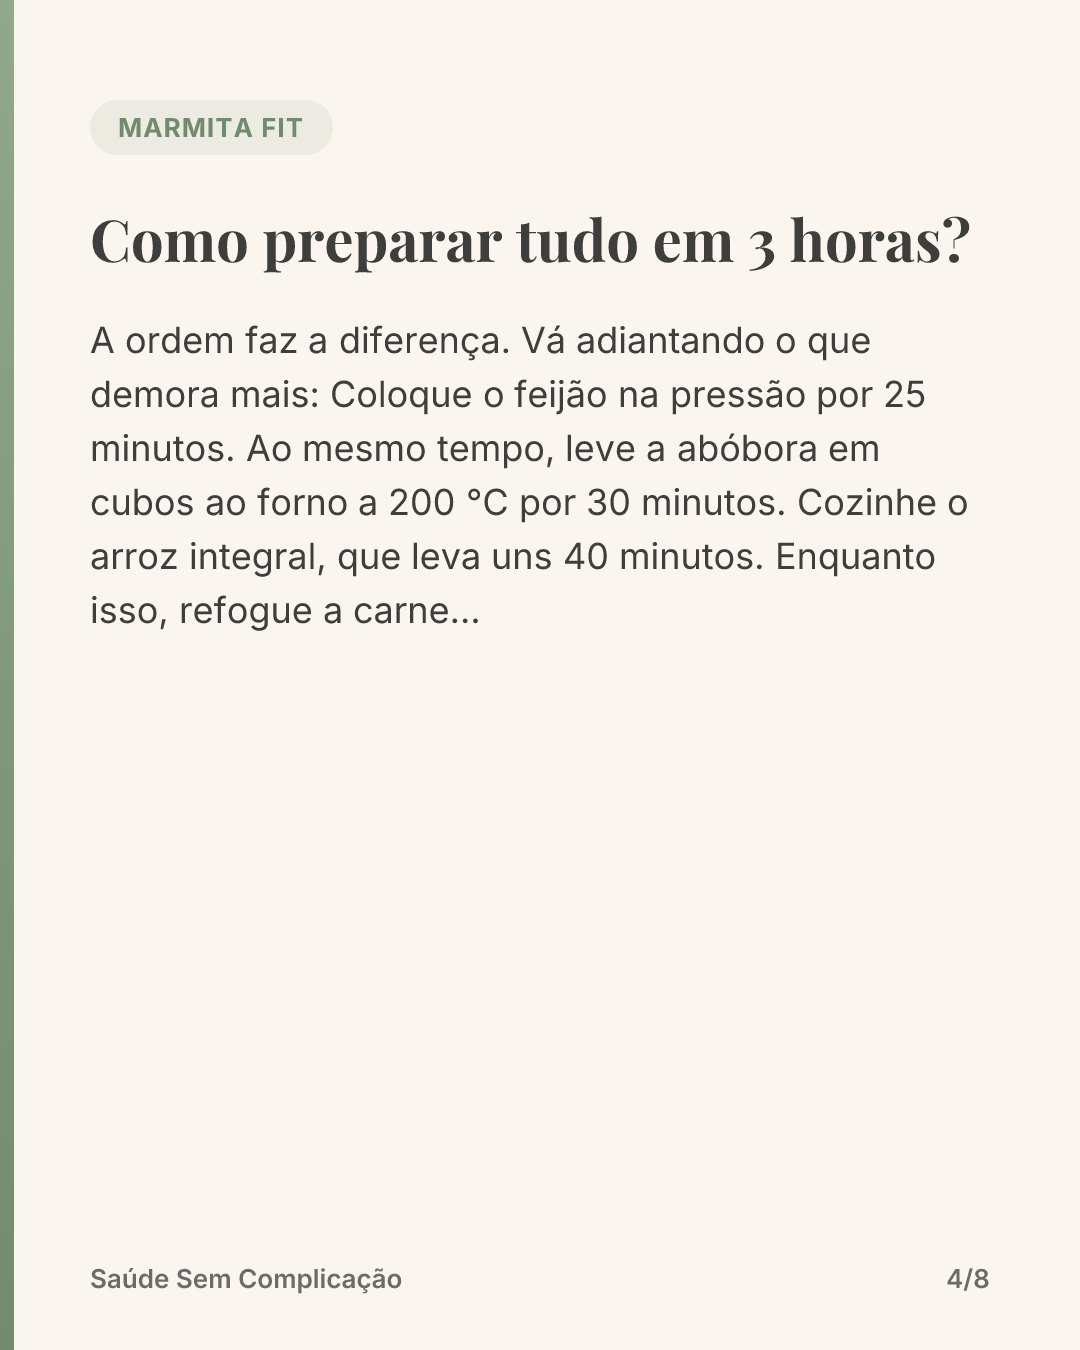 MARMITA FIT
Como preparar tudo em 3 horas?
A ordem faz a diferença. Vá adiantando o que
demora mais: Coloque o feijão na pressão por 25
minutos. Ao mesmo tempo, leve a abóbora em
cubos ao forno a 200 °C por 30 minutos. Cozinhe o
arroz integral, que leva uns 40 minutos. Enquanto
isso, refogue a carne...
Saúde Sem Complicação
4/8